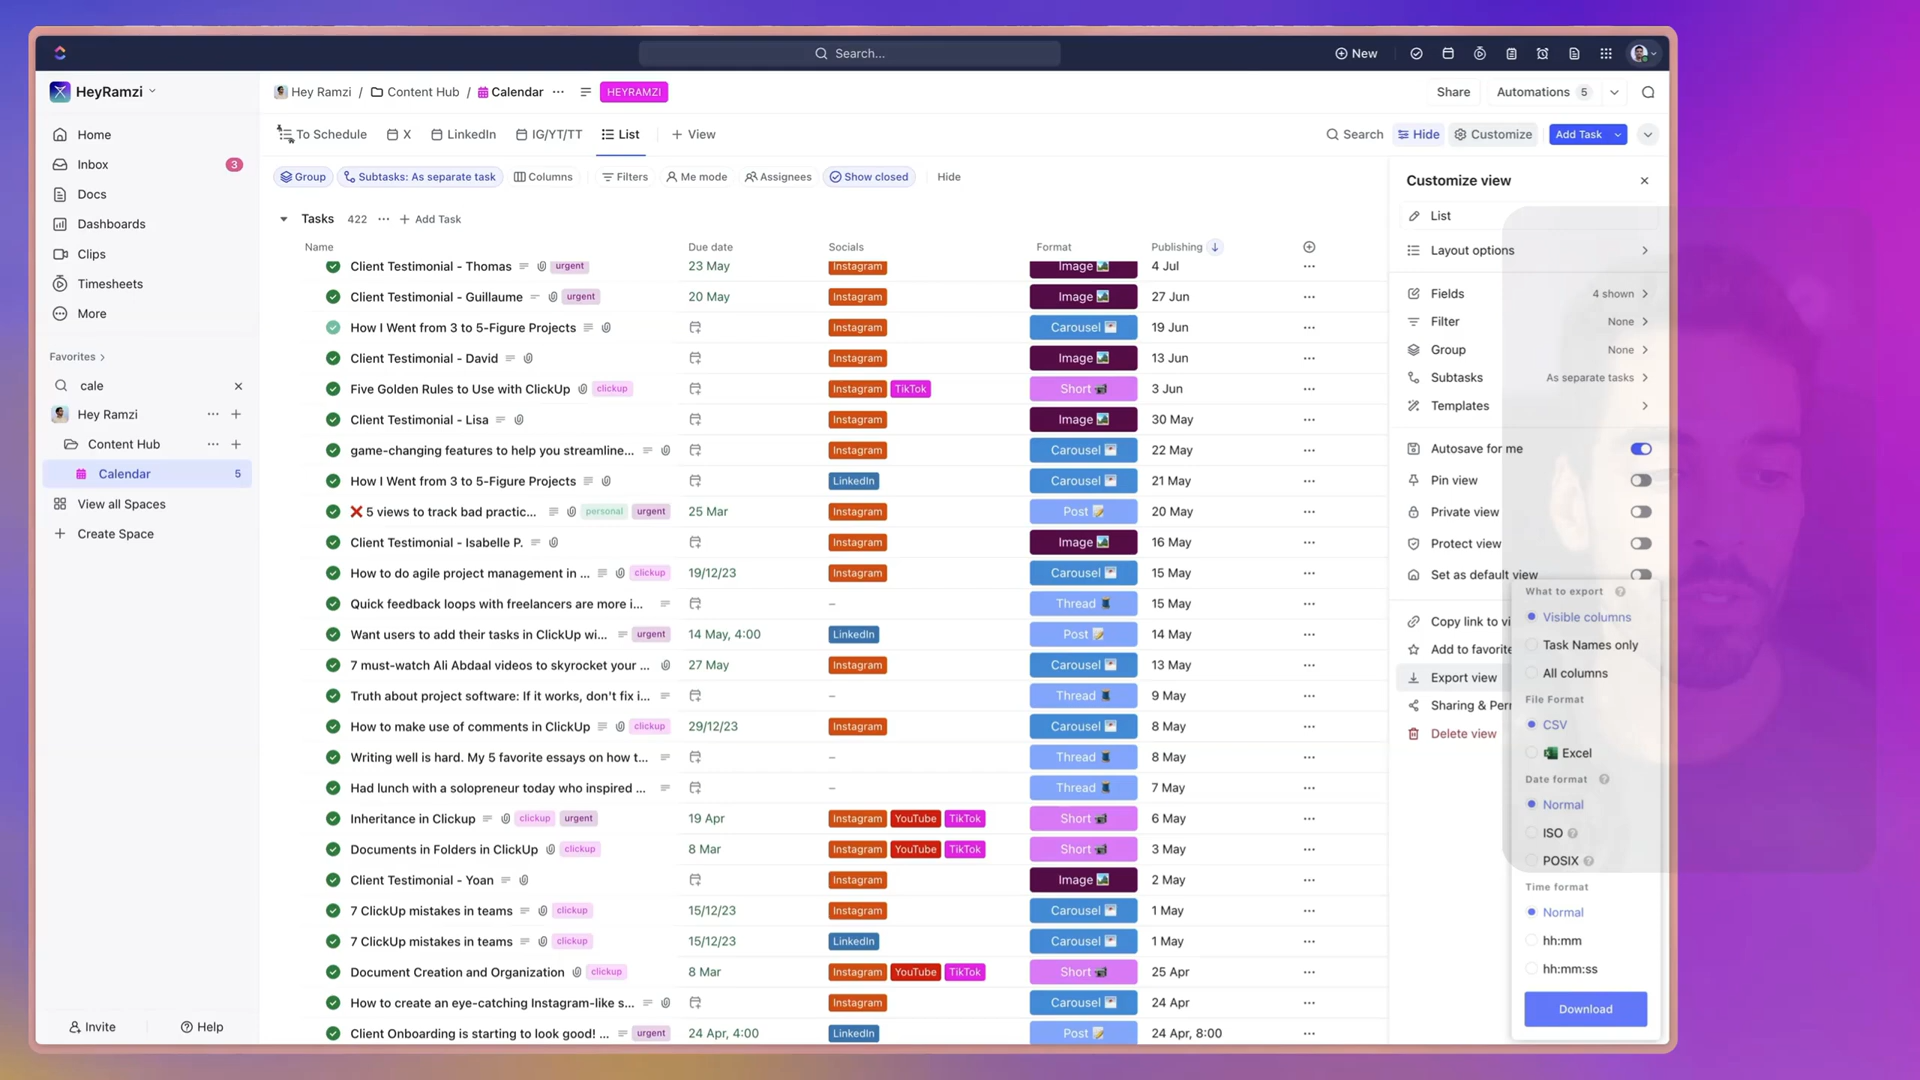 Search...
New
HeyRamzi
Hey Ramzi / Content Hub / Calendar ··· HEYRAMZI
Share
Automations 5
To Schedule
X
LinkedIn
IG/YT/TT
List
+ View
Search
Hide
Customize
Add Task
Home
Inbox 3
Docs
Dashboards
Clips
Timesheets
More
Favorites
cale
Hey Ramzi
Content Hub
Calendar 5
View all Spaces
Create Space
Invite
Help
Group
Subtasks: As separate task
Columns
Filters
Me mode
Assignees
Show closed
Hide
Tasks 422 ··· + Add Task
Name Due date Socials Format Publishing
Client Testimonial - Thomas urgent 23 May Instagram Image 4 Jul
Client Testimonial - Guillaume urgent 20 May Instagram Image 27 Jun
How I Went from 3 to 5-Figure Projects Instagram Carousel 19 Jun
Client Testimonial - David Instagram Image 13 Jun
Five Golden Rules to Use with ClickUp clickup Instagram TikTok Short 3 Jun
Client Testimonial - Lisa Instagram Image 30 May
game-changing features to help you streamline... Instagram Carousel 22 May
How I Went from 3 to 5-Figure Projects LinkedIn Carousel 21 May
❌ 5 views to track bad practic... personal urgent 25 Mar Instagram Post 20 May
Client Testimonial - Isabelle P. Instagram Image 16 May
How to do agile project management in ... clickup 19/12/23 Instagram Carousel 15 May
Quick feedback loops with freelancers are more i... – Thread 15 May
Want users to add their tasks in ClickUp wi... urgent 14 May, 4:00 LinkedIn Post 14 May
7 must-watch Ali Abdaal videos to skyrocket your ... 27 May Instagram Carousel 13 May
Truth about project software: If it works, don't fix i... – Thread 9 May
How to make use of comments in ClickUp clickup 29/12/23 Instagram Carousel 8 May
Writing well is hard. My 5 favorite essays on how t... – Thread 8 May
Had lunch with a solopreneur today who inspired ... – Thread 7 May
Inheritance in Clickup clickup urgent 19 Apr Instagram YouTube TikTok Short 6 May
Documents in Folders in ClickUp clickup 8 Mar Instagram YouTube TikTok Short 3 May
Client Testimonial - Yoan Instagram Image 2 May
7 ClickUp mistakes in teams clickup 15/12/23 Instagram Carousel 1 May
7 ClickUp mistakes in teams clickup 15/12/23 LinkedIn Carousel 1 May
Document Creation and Organization clickup 8 Mar Instagram YouTube TikTok Short 25 Apr
How to create an eye-catching Instagram-like s... Instagram Carousel 24 Apr
Client Onboarding is starting to look good! ... urgent 24 Apr, 4:00 LinkedIn Post 24 Apr, 8:00
Customize view
List
Layout options
Fields 4 shown
Filter None
Group None
Subtasks As separate tasks
Templates
Autosave for me
Pin view
Private view
Protect view
Set as default view
Copy link to vi
Add to favorite
Export view
Sharing & Perr
Delete view
What to export
Visible columns
Task Names only
All columns
File Format
CSV
Excel
Date format
Normal
ISO
POSIX
Time format
Normal
hh:mm
hh:mm:ss
Download